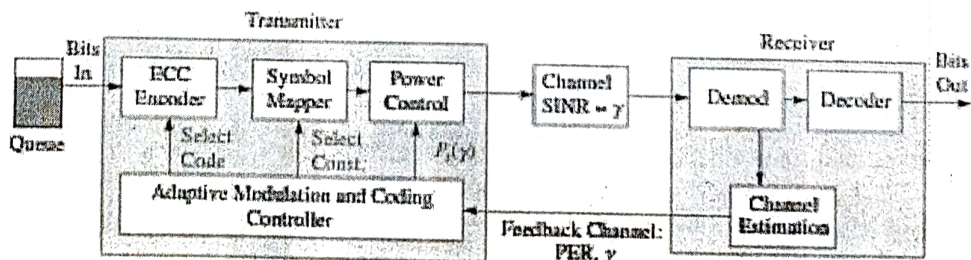 Transmitter
Bits
In
Queue
ECC
Encoder
Symbol
Mapper
Power
Control
Select
Code
Select
Const.
Pᵢ(γ)
Adaptive Modulation and Coding
Controller
Channel
SINR = γ
Receiver
Demod
Decoder
Bits
Out
Channel
Estimation
Feedback Channel:
PER, γ